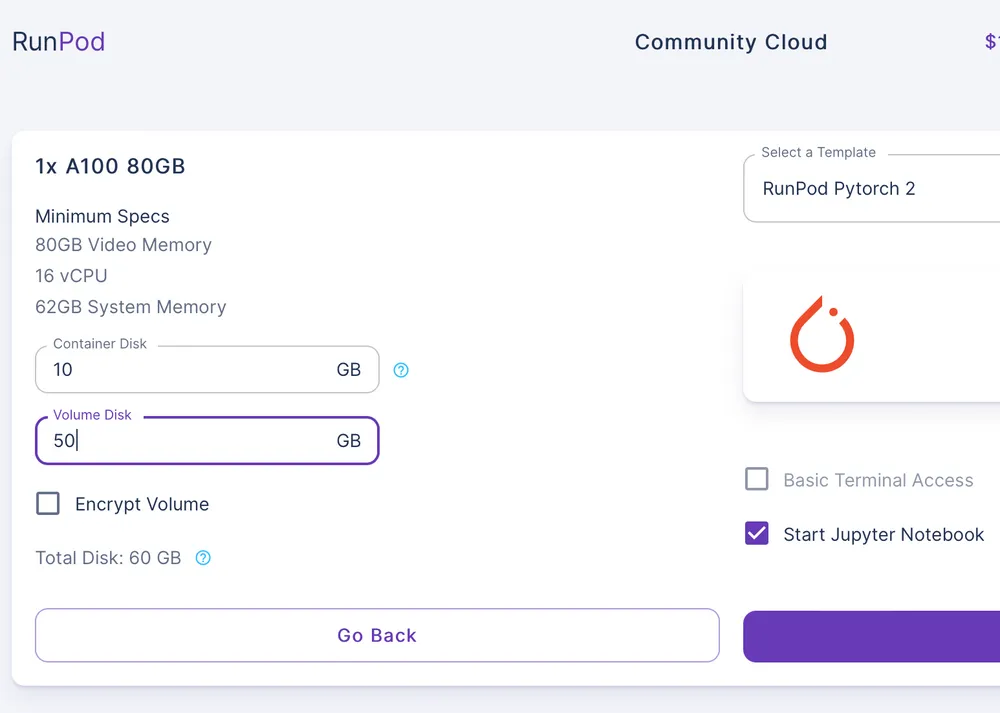 RunPod
Community Cloud
1x A100 80GB
Minimum Specs
80GB Video Memory
16 vCPU
62GB System Memory
Container Disk
10 GB
?
Volume Disk
50 GB
Encrypt Volume
Total Disk: 60 GB ?
Go Back
Select a Template
RunPod Pytorch 2
Basic Terminal Access
Start Jupyter Notebook